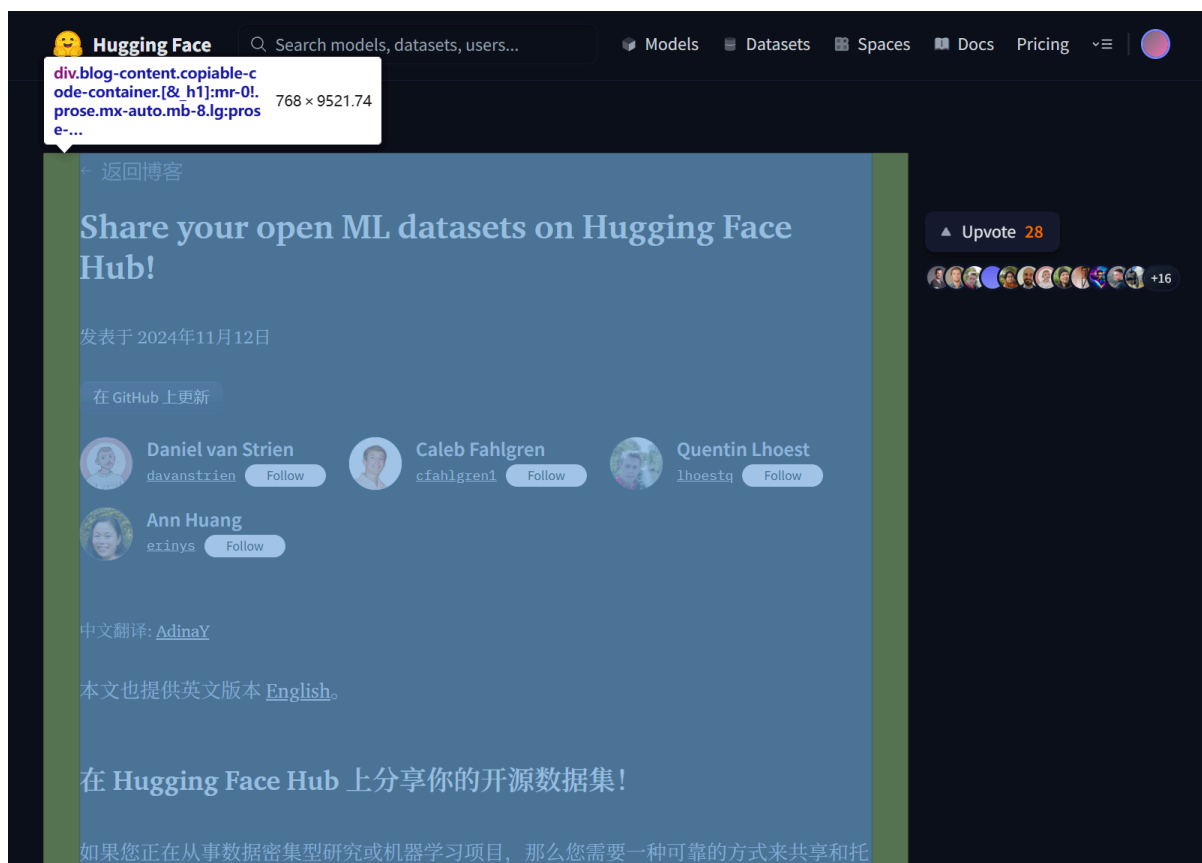 Hugging Face
Search models, datasets, users...
Models
Datasets
Spaces
Docs
Pricing
div.blog-content.copiable-c
ode-container.[&_h1]:mr-0!.
prose.mx-auto.mb-8.lg:pros
e-...
768 × 9521.74
← 返回博客
Share your open ML datasets on Hugging Face
Hub!
Upvote 28
+16
发表于 2024年11月12日
在 GitHub 上更新
Daniel van Strien
davanstrien Follow
Caleb Fahlgren
cfahlgren1 Follow
Quentin Lhoest
lhoestq Follow
Ann Huang
erinys Follow
中文翻译: AdinaY
本文也提供英文版本 English。
在 Hugging Face Hub 上分享你的开源数据集！
如果您正在从事数据密集型研究或机器学习项目，那么您需要一种可靠的方式来共享和托